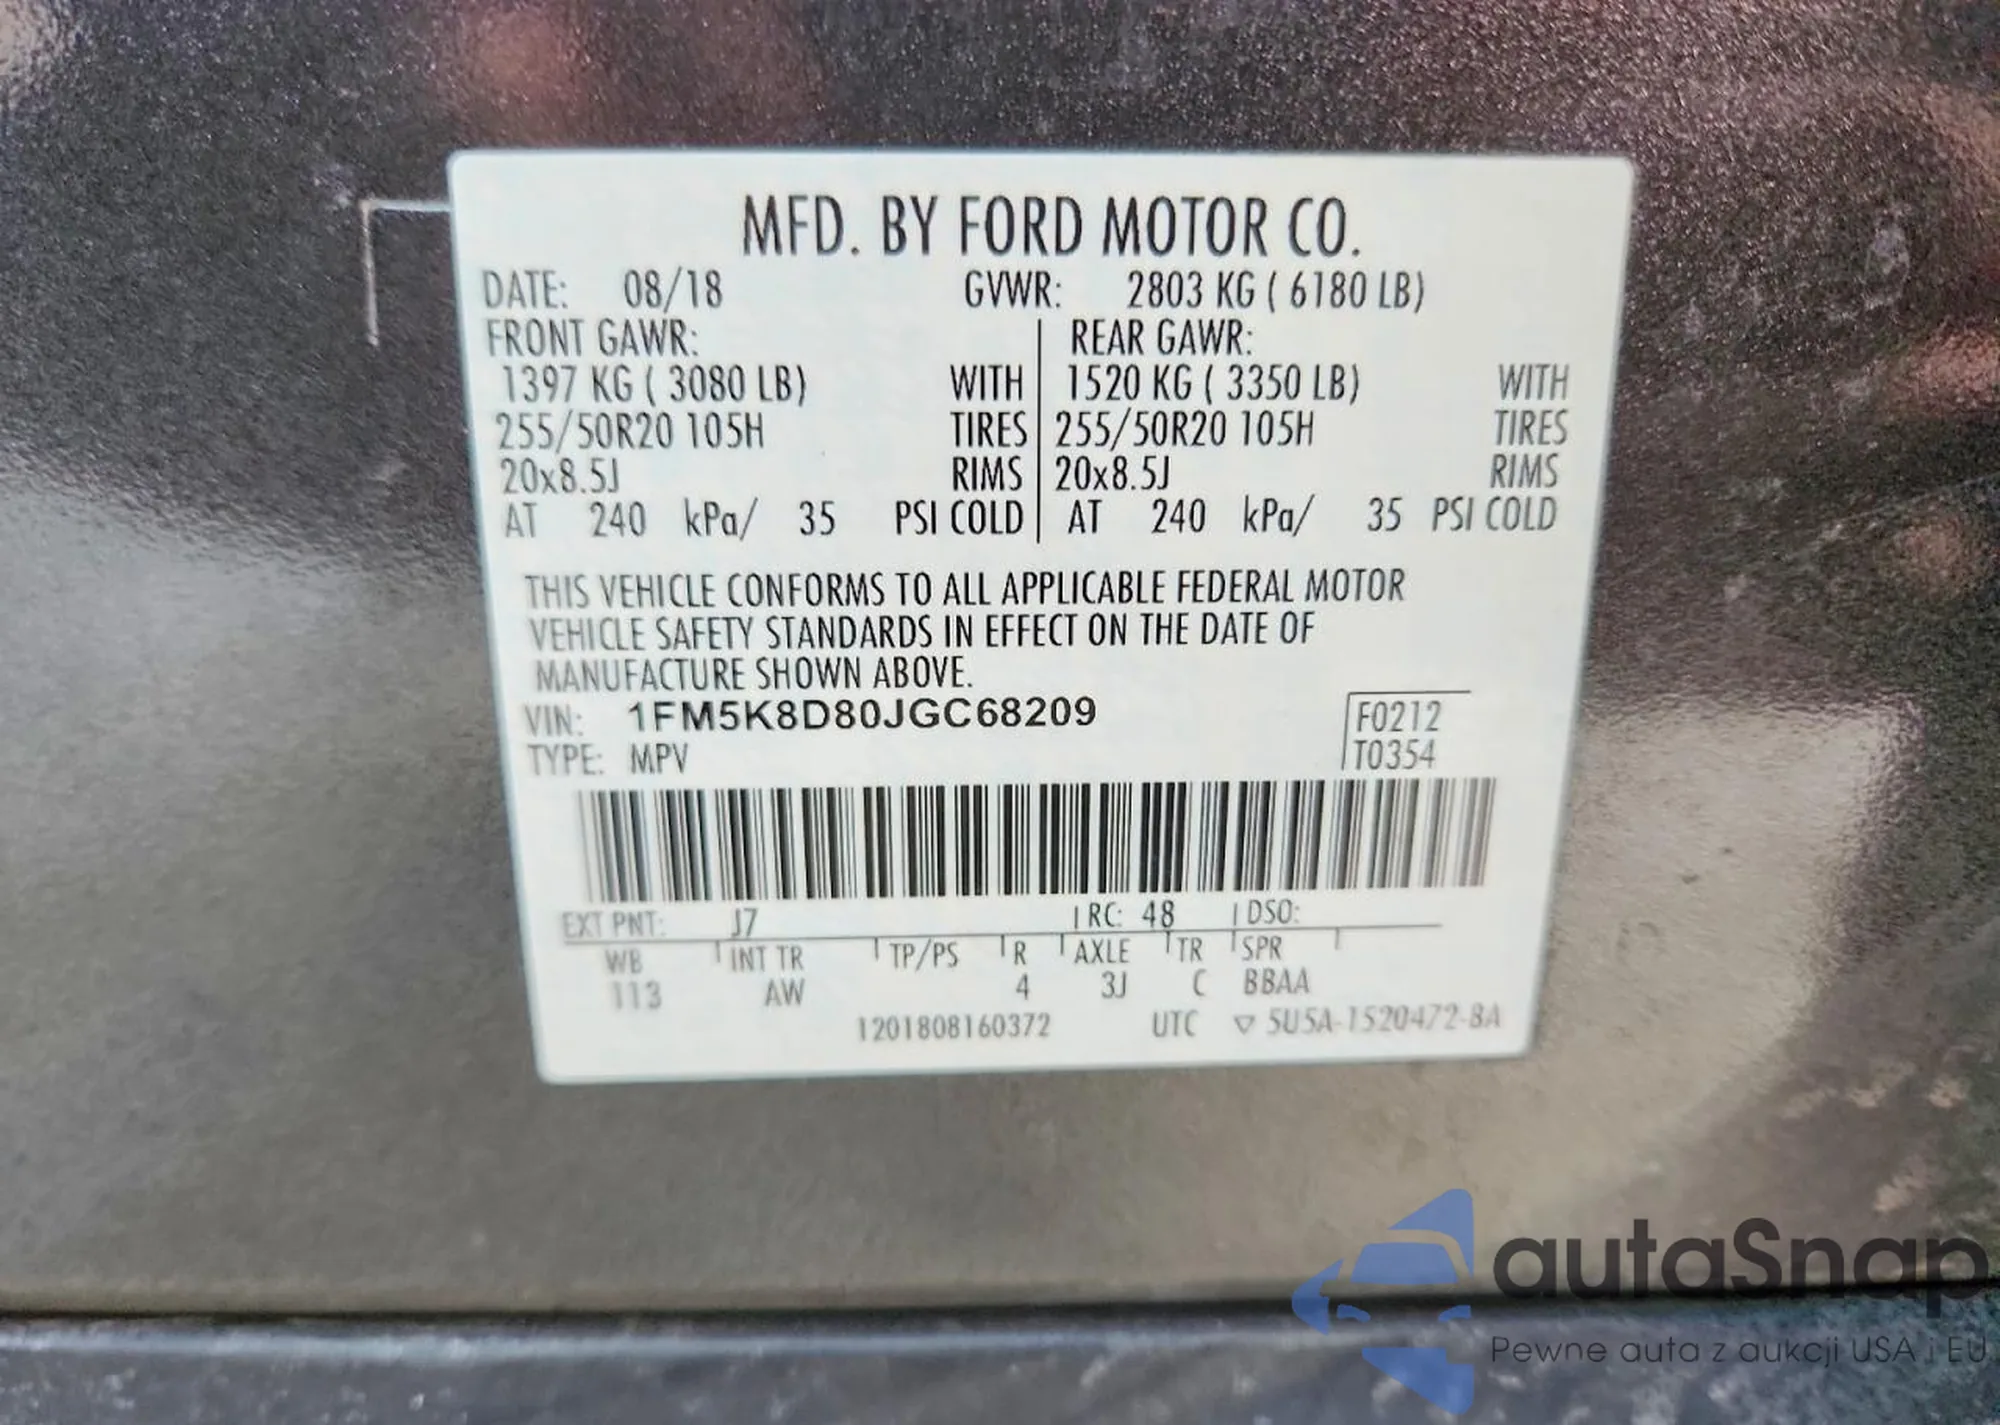 MFD. BY FORD MOTOR CO.
DATE: 08/18 GVWR: 2803 KG ( 6180 LB)
FRONT GAWR: REAR GAWR:
1397 KG ( 3080 LB) WITH 1520 KG ( 3350 LB) WITH
255/50R20 105H TIRES 255/50R20 105H TIRES
20x8.5J RIMS 20x8.5J RIMS
AT 240 kPa/ 35 PSI COLD AT 240 kPa/ 35 PSI COLD
THIS VEHICLE CONFORMS TO ALL APPLICABLE FEDERAL MOTOR
VEHICLE SAFETY STANDARDS IN EFFECT ON THE DATE OF
MANUFACTURE SHOWN ABOVE.
VIN: 1FM5K8D80JGC68209 F0212
TYPE: MPV T0354
EXT PNT: J7 RC: 48 DSO:
WB INT TR TP/PS R AXLE TR SPR
113 AW 4 3J C BBAA
1201808160372 UTC ▽ 5U5A-1520472-BA
autaSnap
Pewne auta z aukcji USA i EU